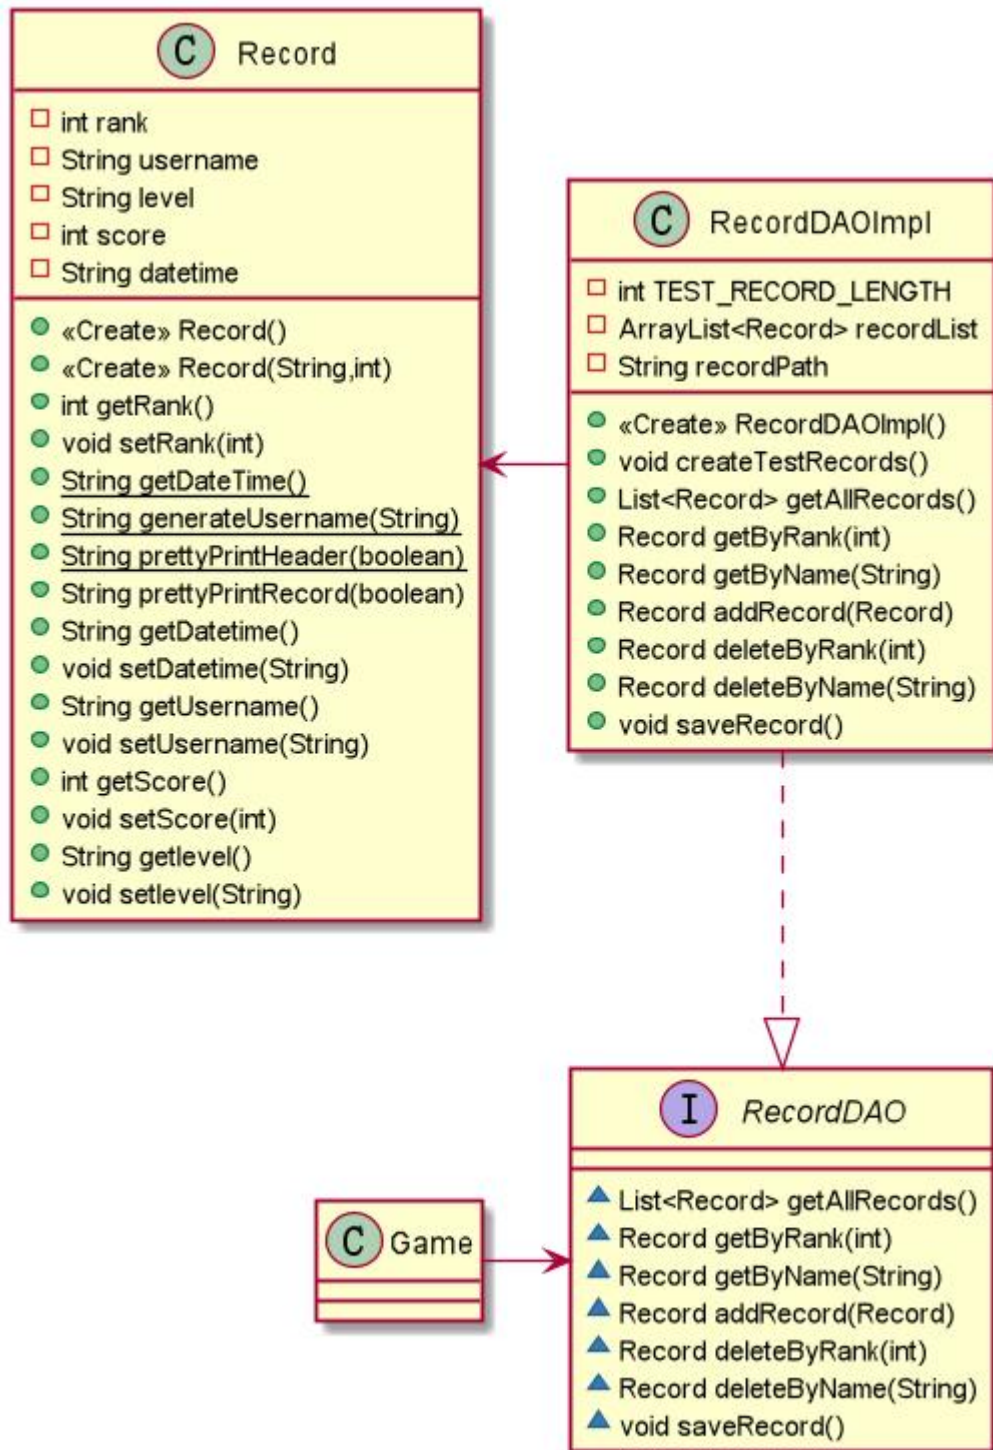 C Record
int rank
String username
String level
int score
String datetime
«Create» Record()
«Create» Record(String,int)
int getRank()
void setRank(int)
String getDateTime()
String generateUsername(String)
String prettyPrintHeader(boolean)
String prettyPrintRecord(boolean)
String getDatetime()
void setDatetime(String)
String getUsername()
void setUsername(String)
int getScore()
void setScore(int)
String getlevel()
void setlevel(String)
C RecordDAOImpl
int TEST_RECORD_LENGTH
ArrayList<Record> recordList
String recordPath
«Create» RecordDAOImpl()
void createTestRecords()
List<Record> getAllRecords()
Record getByRank(int)
Record getByName(String)
Record addRecord(Record)
Record deleteByRank(int)
Record deleteByName(String)
void saveRecord()
C Game
I RecordDAO
List<Record> getAllRecords()
Record getByRank(int)
Record getByName(String)
Record addRecord(Record)
Record deleteByRank(int)
Record deleteByName(String)
void saveRecord()